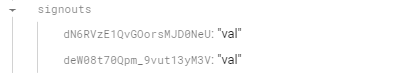 signouts
dN6RVzE1QvGOorsMJD0NeU: "val"
deW08t70Qpm_9vut13yM3V: "val"